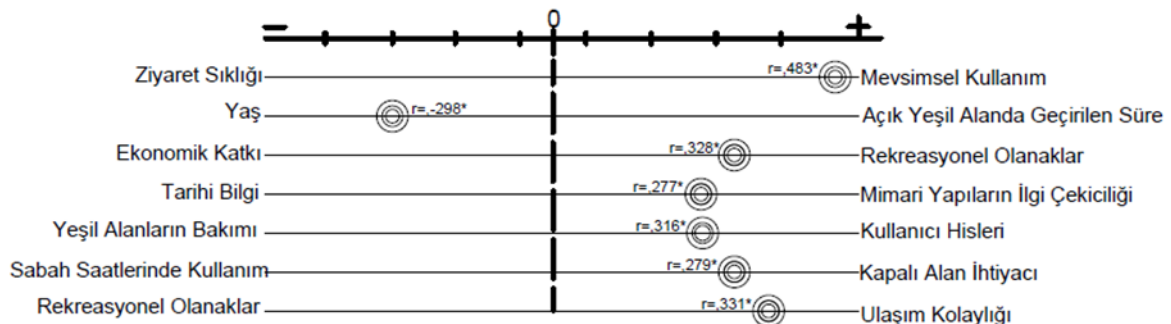 − 0 +
Ziyaret Sıklığı r=,483* Mevsimsel Kullanım
Yaş r=,-298* Açık Yeşil Alanda Geçirilen Süre
Ekonomik Katkı r=,328* Rekreasyonel Olanaklar
Tarihi Bilgi r=,277* Mimari Yapıların İlgi Çekiciliği
Yeşil Alanların Bakımı r=,316* Kullanıcı Hisleri
Sabah Saatlerinde Kullanım r=,279* Kapalı Alan İhtiyacı
Rekreasyonel Olanaklar r=,331* Ulaşım Kolaylığı